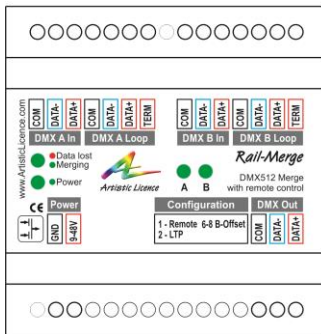 COM DATA- DATA+ COM DATA- DATA+ TERM COM DATA- DATA+ COM DATA- DATA+ TERM
DMX A In DMX A Loop DMX B In DMX B Loop
www.ArtisticLicence.com
Data lost
Merging
Power
Artistic Licence
A B
Rail-Merge
DMX512 Merge
with remote control
CE
Power
GND 9-48V
Configuration
1 - Remote 6-8 B-Offset
2 - LTP
DMX Out
COM DATA- DATA+